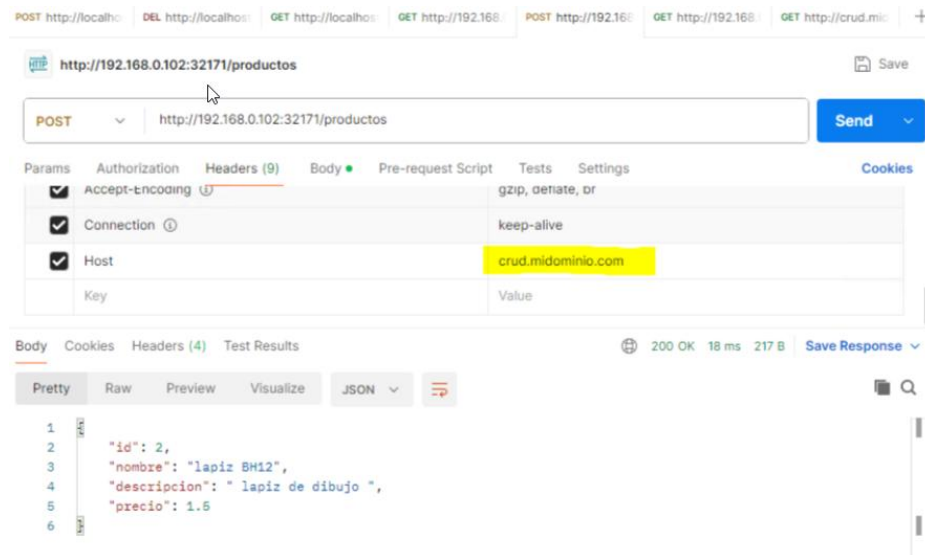 POST http://localho DEL http://localhos GET http://localhos GET http://192.168. POST http://192.168 GET http://192.168. GET http://crud.mic +
HTTP http://192.168.0.102:32171/productos Save
POST http://192.168.0.102:32171/productos Send
Params Authorization Headers (9) Body Pre-request Script Tests Settings Cookies
Accept-Encoding gzip, deflate, br
Connection keep-alive
Host crud.midominio.com
Key Value
Body Cookies Headers (4) Test Results 200 OK 18 ms 217 B Save Response
Pretty Raw Preview Visualize JSON
1 {
2 "id": 2,
3 "nombre": "lapiz BH12",
4 "descripcion": " lapiz de dibujo ",
5 "precio": 1.5
6 }